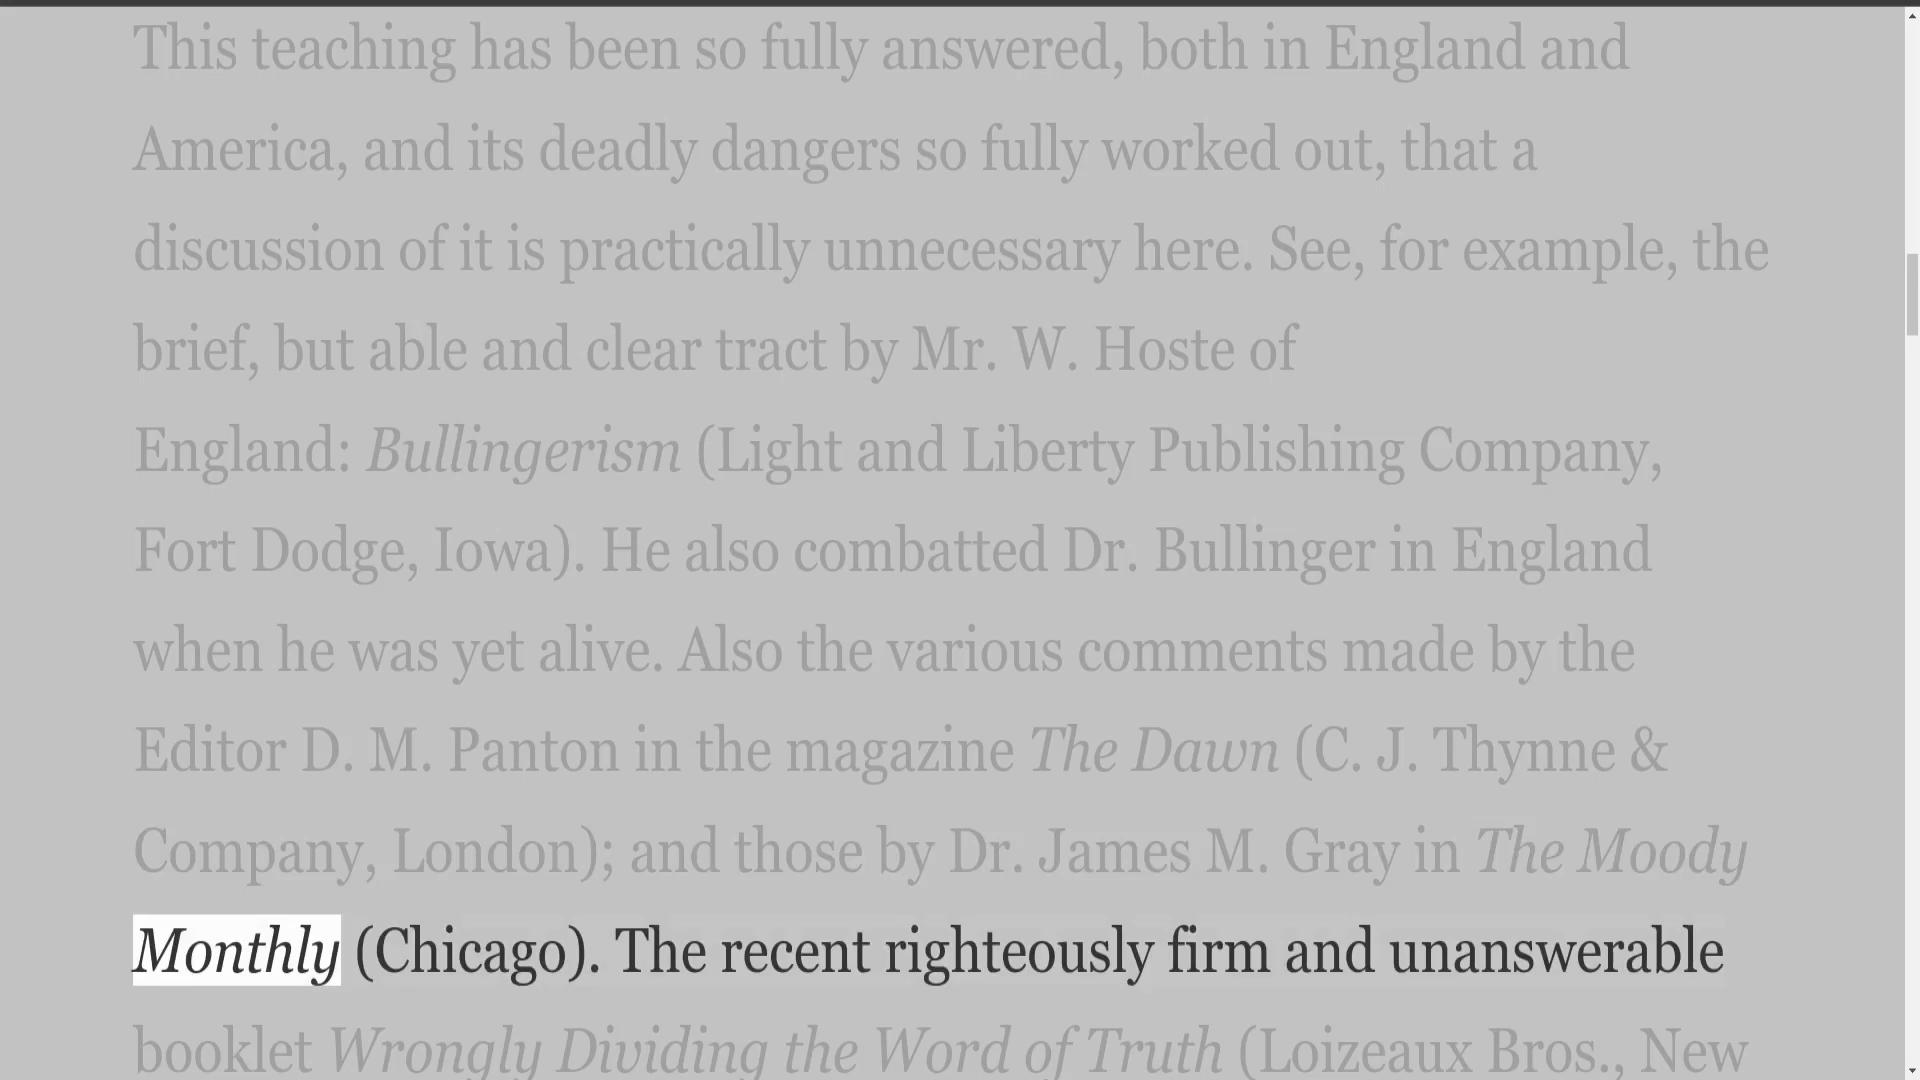 This teaching has been so fully answered, both in England and
America, and its deadly dangers so fully worked out, that a
discussion of it is practically unnecessary here. See, for example, the
brief, but able and clear tract by Mr. W. Hoste of
England: Bullingerism (Light and Liberty Publishing Company,
Fort Dodge, Iowa). He also combatted Dr. Bullinger in England
when he was yet alive. Also the various comments made by the
Editor D. M. Panton in the magazine The Dawn (C. J. Thynne &
Company, London); and those by Dr. James M. Gray in The Moody
Monthly (Chicago). The recent righteously firm and unanswerable
booklet Wrongly Dividing the Word of Truth (Loizeaux Bros., New